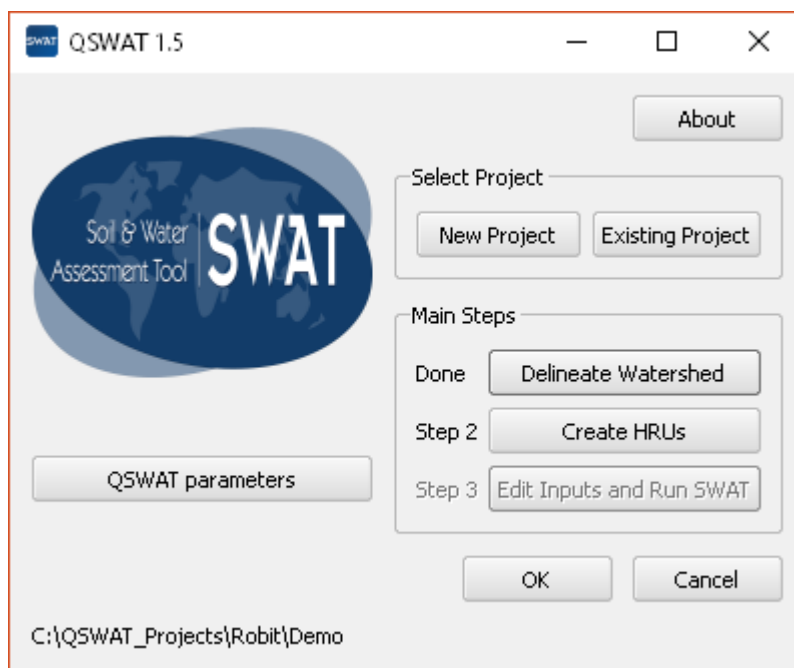 SWAT QSWAT 1.5
About
Soil & Water
Assessment Tool
SWAT
Select Project
New Project Existing Project
Main Steps
Done Delineate Watershed
Step 2 Create HRUs
Step 3 Edit Inputs and Run SWAT
QSWAT parameters
OK Cancel
C:\QSWAT_Projects\Robit\Demo